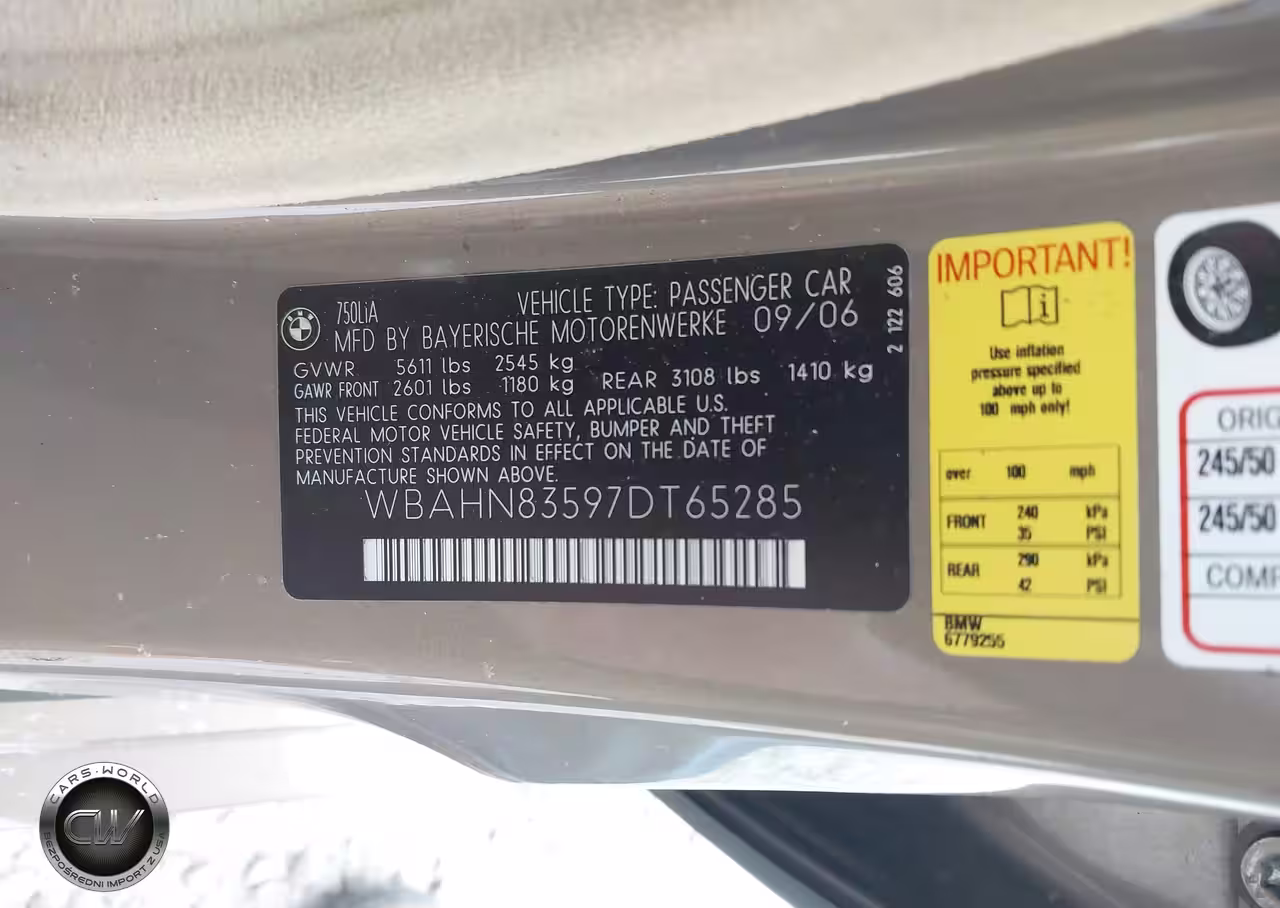 750LiA
VEHICLE TYPE: PASSENGER CAR
MFD BY BAYERISCHE MOTORENWERKE 09/06
GVWR 5611 lbs 2545 kg
GAWR FRONT 2601 lbs 1180 kg REAR 3108 lbs 1410 kg
THIS VEHICLE CONFORMS TO ALL APPLICABLE U.S.
FEDERAL MOTOR VEHICLE SAFETY, BUMPER AND THEFT
PREVENTION STANDARDS IN EFFECT ON THE DATE OF
MANUFACTURE SHOWN ABOVE.
WBAHN83597DT65285
2 122 606
IMPORTANT!
i
Use inflation
pressure specified
above up to
100 mph only!
over 100 mph
FRONT 240 kPa
35 PSI
REAR 290 kPa
42 PSI
BMW
6779255
ORIG
245/50
245/50
COMP
CARS-WORLD
CW
BEZPOŚREDNI IMPORT Z USA